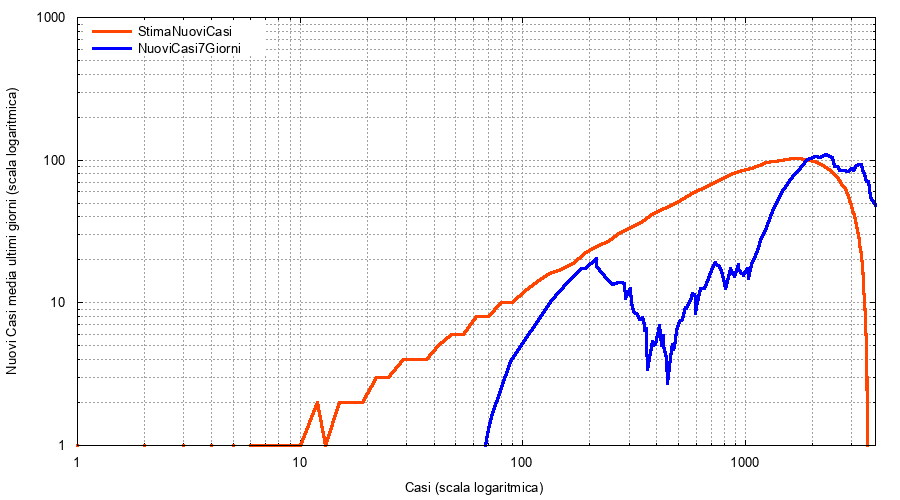 1000
StimaNuoviCasi
NuoviCasi7Giorni
100
10
1
Nuovi Casi media ultimi giorni (scala logaritmica)
1
10
100
1000
Casi (scala logaritmica)